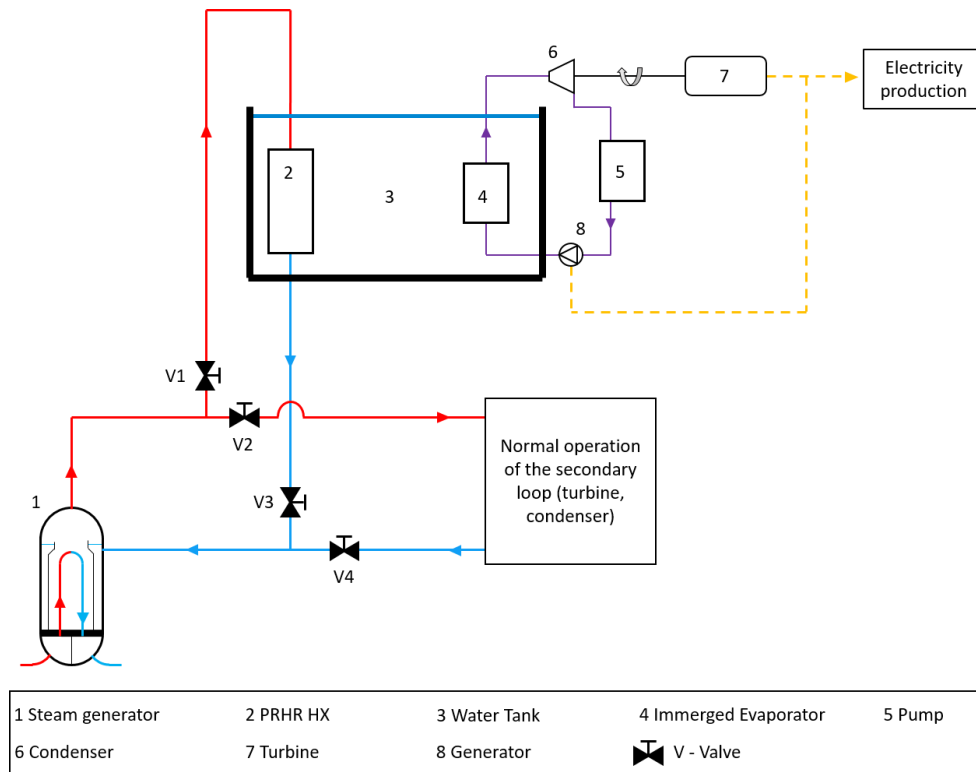 6
7
Electricity
production
2
3
4
5
8
V1
V2
Normal operation
of the secondary
loop (turbine,
condenser)
1
V3
V4
1 Steam generator 2 PRHR HX 3 Water Tank 4 Immerged Evaporator 5 Pump
6 Condenser 7 Turbine 8 Generator V - Valve